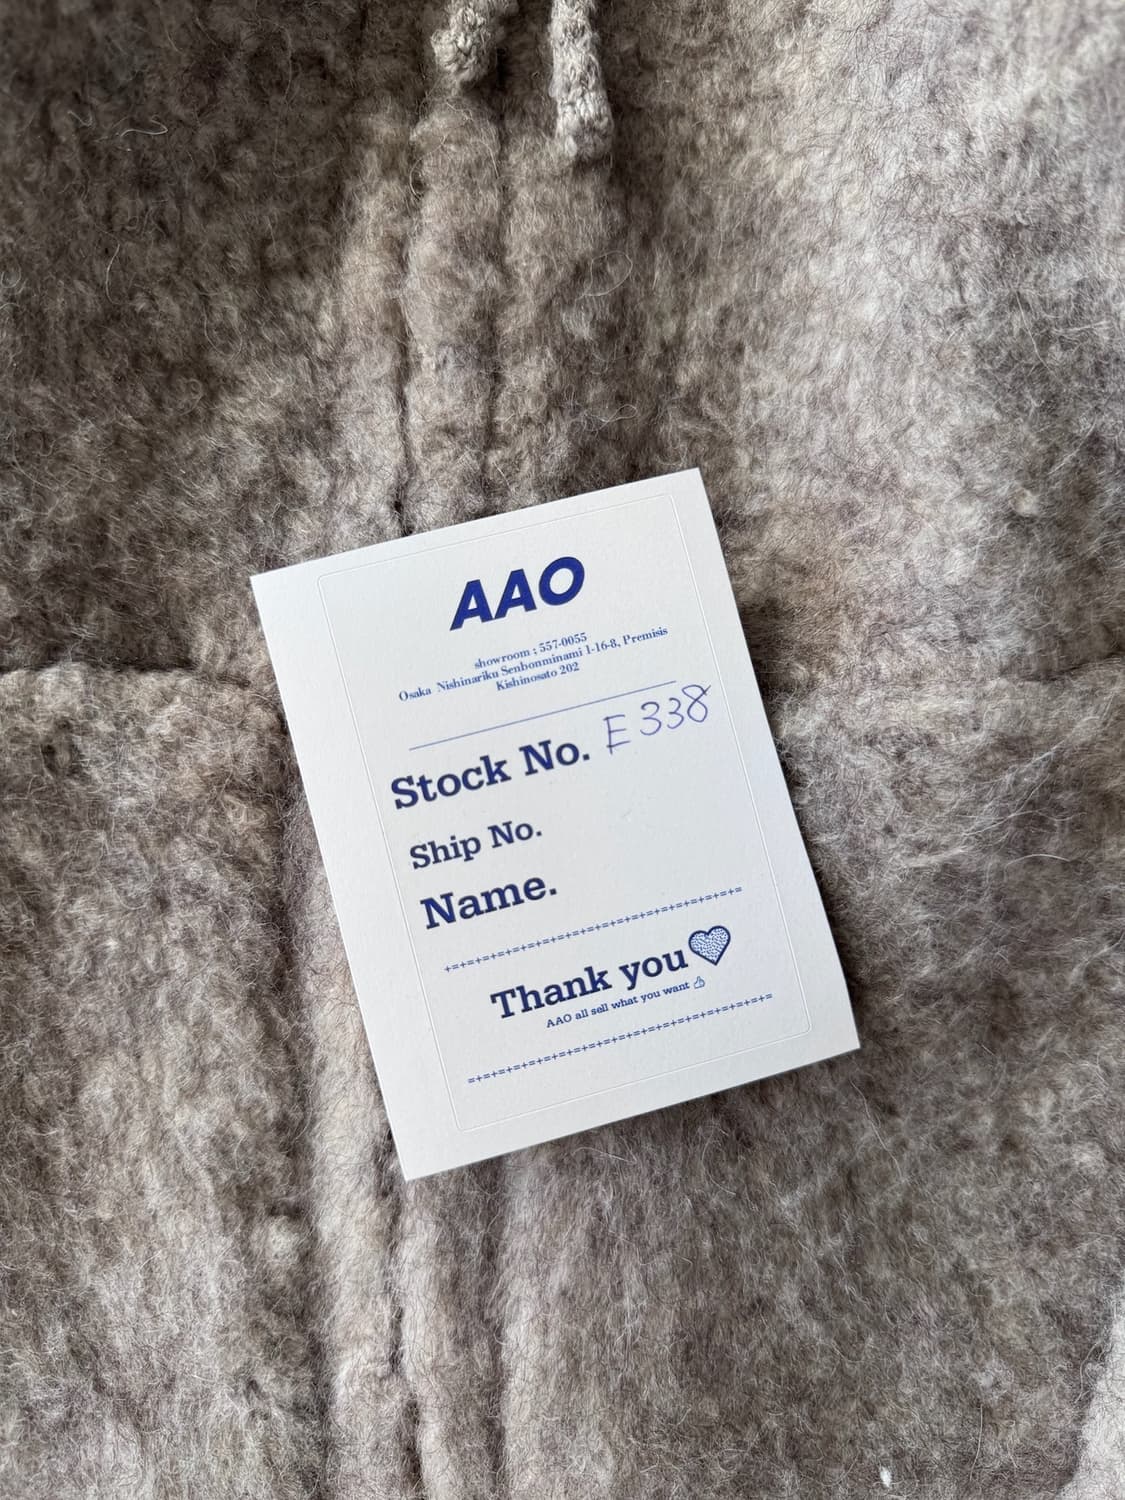 AAO
showroom ; 557-0055
Osaka Nishinariku Senbonminami 1-16-8, Premisis
Kishinosato 202
Stock No. E338
Ship No.
Name.
+=+=+=+=+=+=+=+=+=+=+=+=+=+=+=+=+=+=+=+=
Thank you
AAO all sell what you want 👍
=+=+=+=+=+=+=+=+=+=+=+=+=+=+=+=+=+=+=+=+=